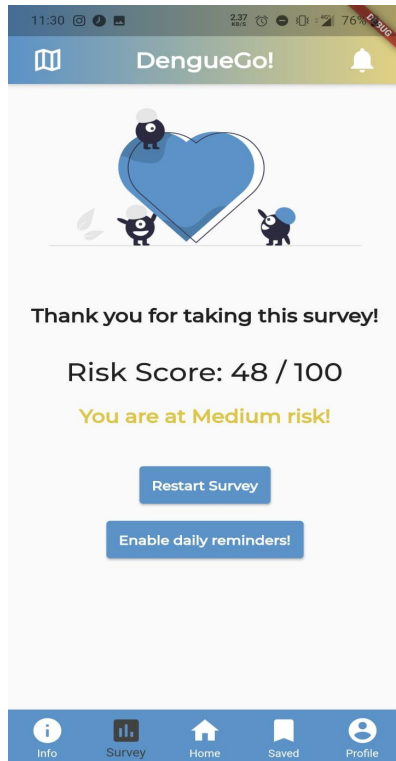 11:30 2.37 KB/S 76%
DEBUG
DengueGo!
Thank you for taking this survey!
Risk Score: 48 / 100
You are at Medium risk!
Restart Survey
Enable daily reminders!
Info Survey Home Saved Profile